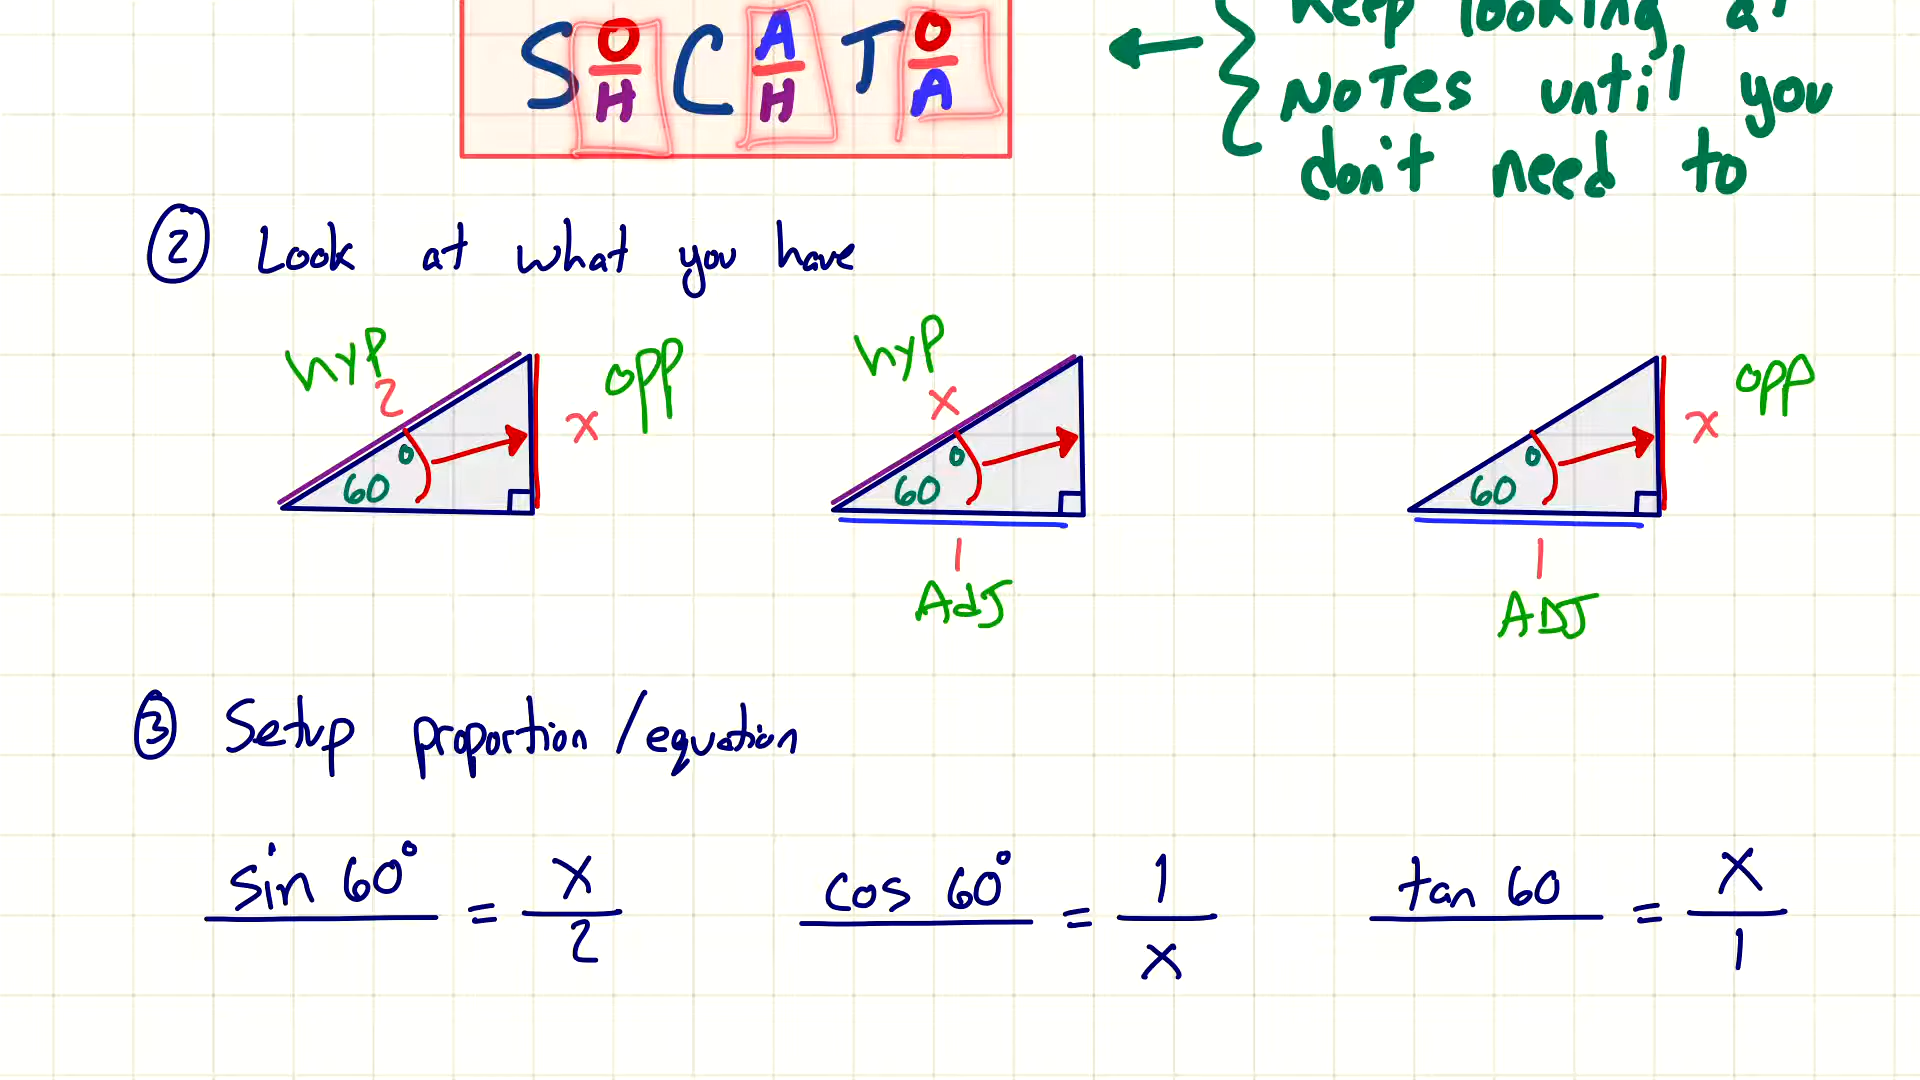 Keep looking at
S O/H C A/H T O/A
NOTES until you
don't need to
② Look at what you have
hyp 2 60° x opp
hyp x 60° 1 Adj
60° x opp 1 ADJ
③ Setup proportion/equation
sin 60° = x/2
cos 60° = 1/x
tan 60 = x/1